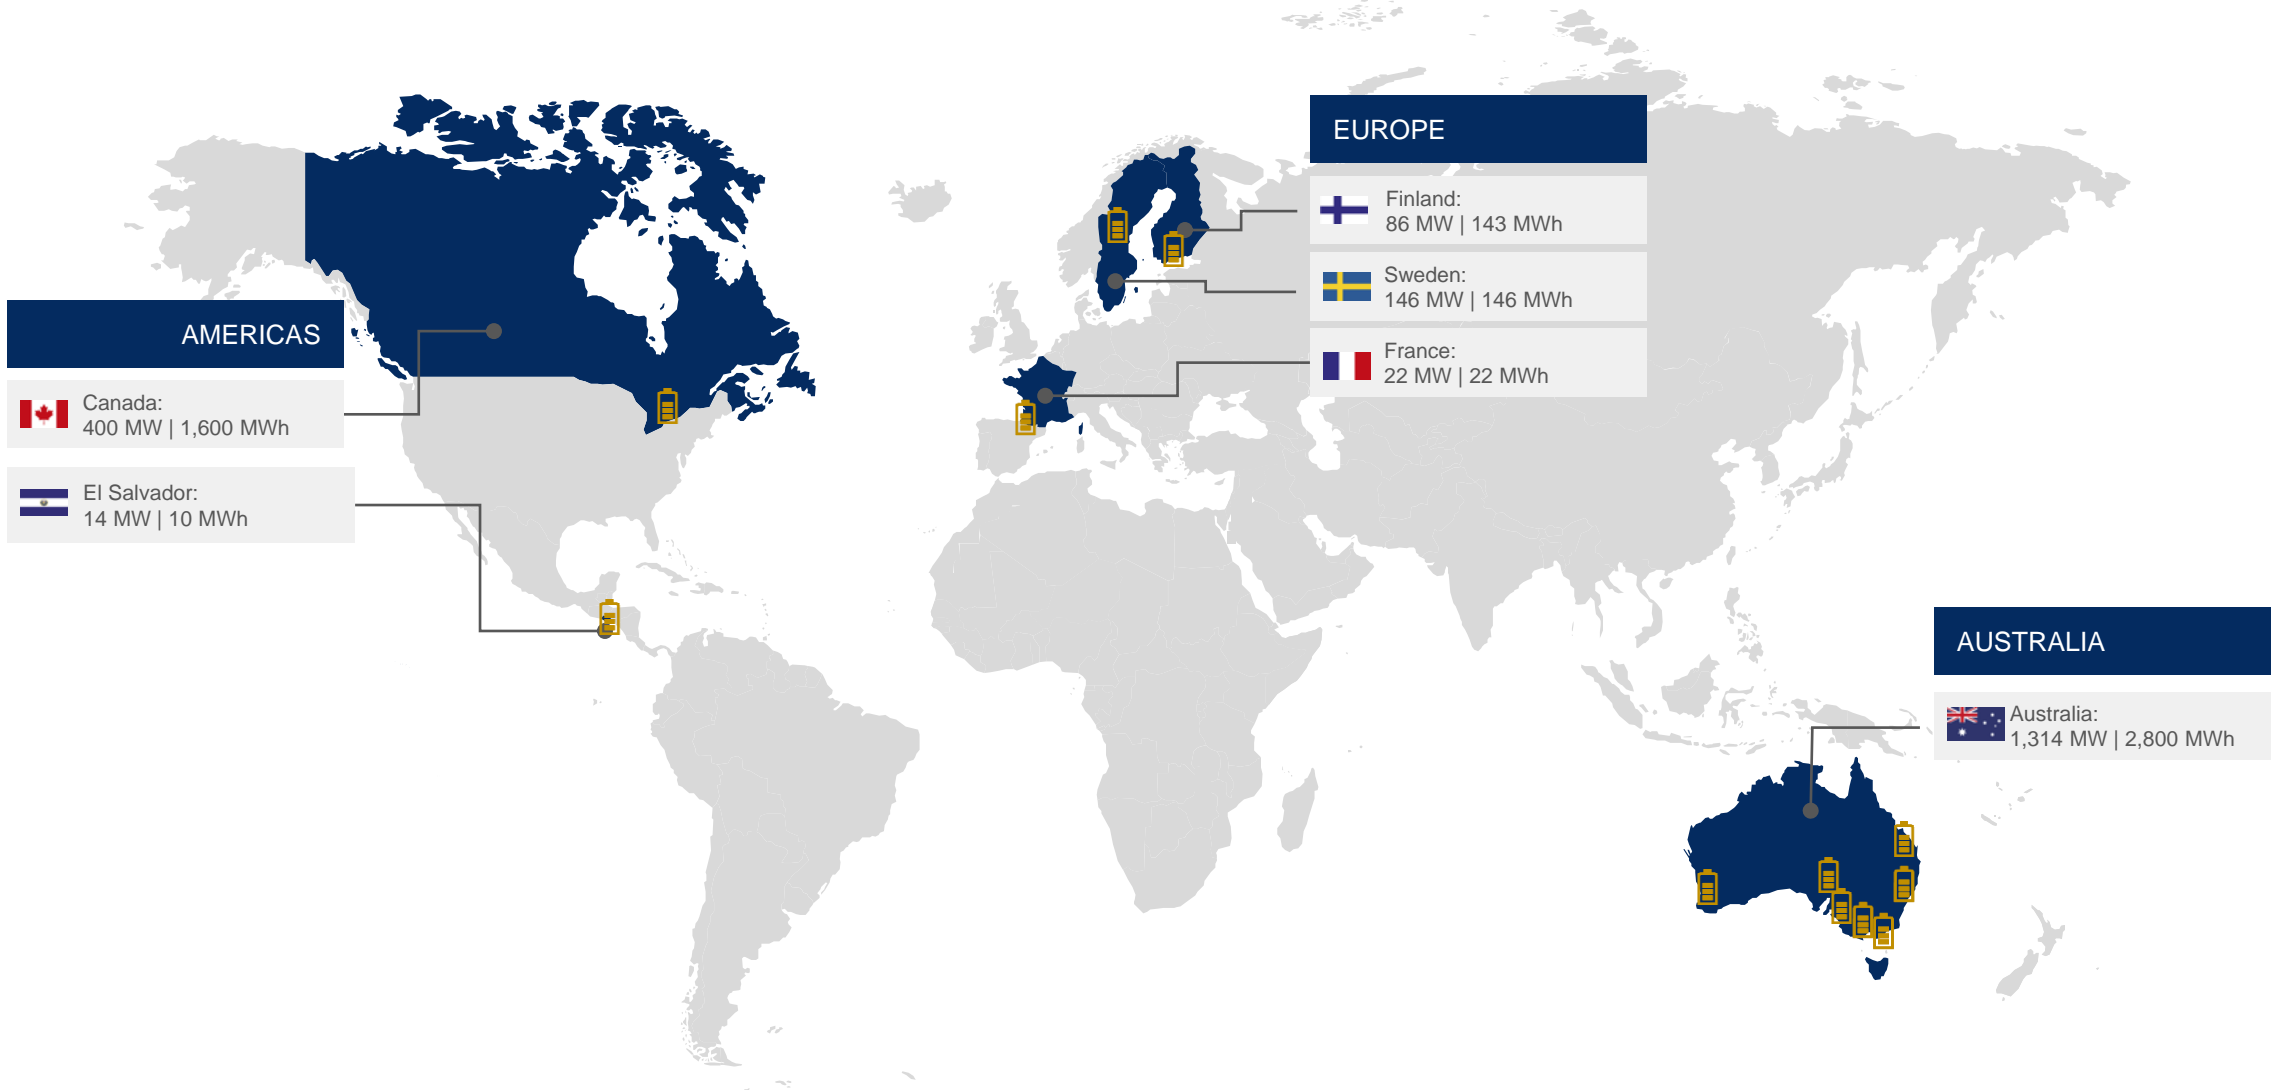 AMERICAS
Canada:
400 MW | 1,600 MWh
El Salvador:
14 MW | 10 MWh
EUROPE
Finland:
86 MW | 143 MWh
Sweden:
146 MW | 146 MWh
France:
22 MW | 22 MWh
AUSTRALIA
Australia:
1,314 MW | 2,800 MWh